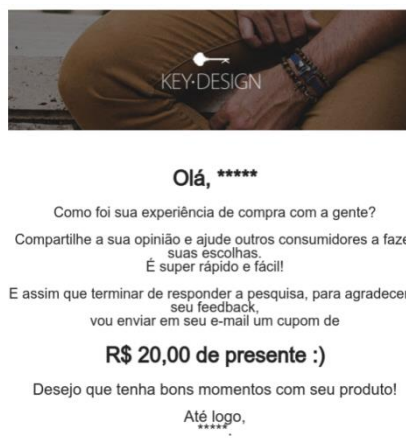 KEY·DESIGN
Olá, *****
Como foi sua experiência de compra com a gente?
Compartilhe a sua opinião e ajude outros consumidores a faze
suas escolhas.
É super rápido e fácil!
E assim que terminar de responder a pesquisa, para agradecer
seu feedback,
vou enviar em seu e-mail um cupom de
R$ 20,00 de presente :)
Desejo que tenha bons momentos com seu produto!
Até logo,
*****.